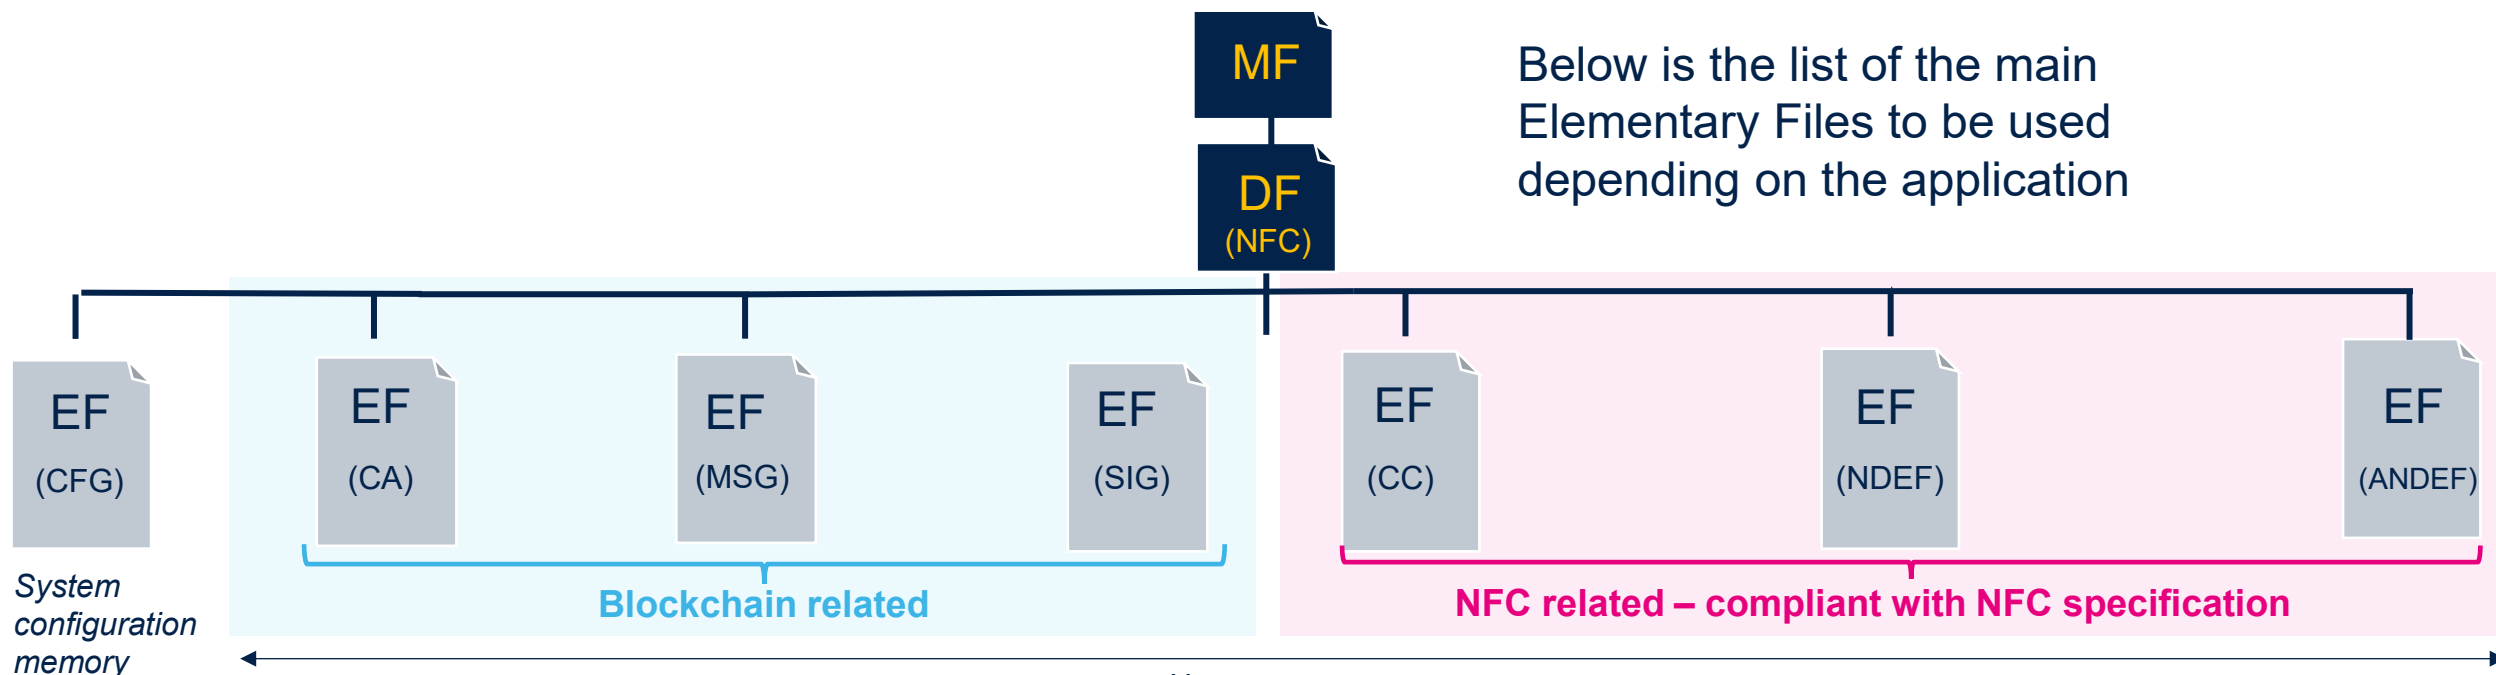 MF
DF
(NFC)
Below is the list of the main
Elementary Files to be used
depending on the application
EF
(CFG)
EF
(CA)
EF
(MSG)
EF
(SIG)
EF
(CC)
EF
(NDEF)
EF
(ANDEF)
System
configuration
memory
Blockchain related
NFC related – compliant with NFC specification